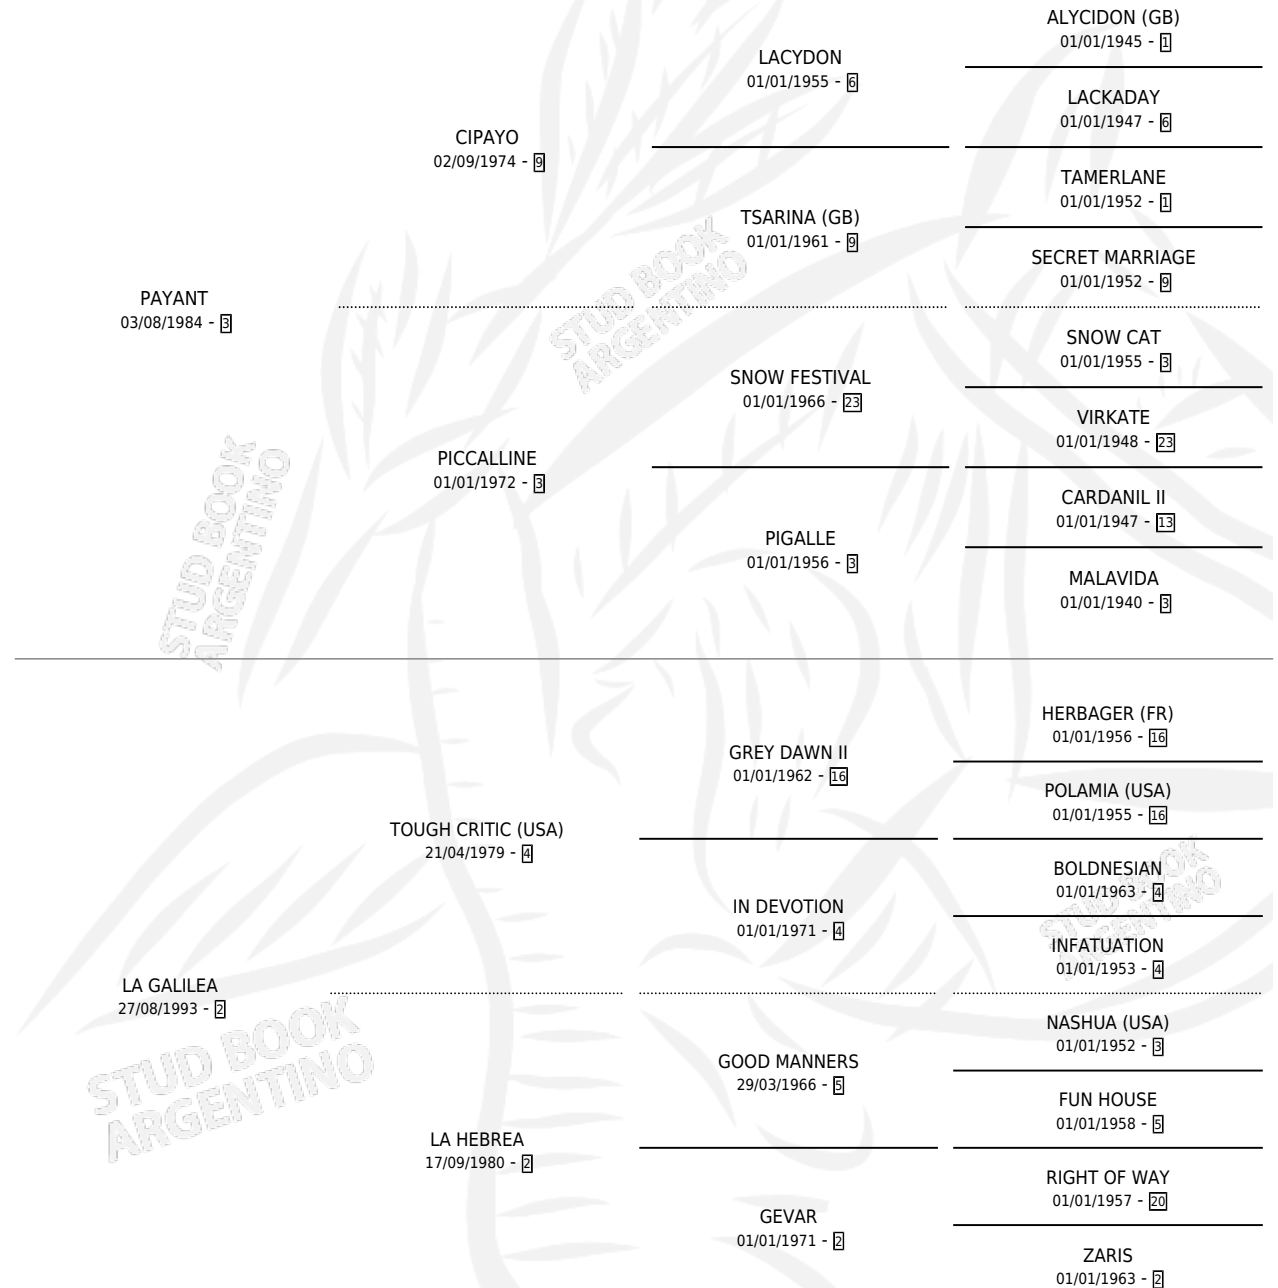 ALYCIDON (GB)
01/01/1945 - 1
LACYDON
01/01/1955 - 6
LACKADAY
01/01/1947 - 6
CIPAYO
02/09/1974 - 9
TAMERLANE
01/01/1952 - 1
TSARINA (GB)
01/01/1961 - 9
SECRET MARRIAGE
01/01/1952 - 9
PAYANT
03/08/1984 - 3
STUD BOOK
ARGENTINO
SNOW CAT
01/01/1955 - 3
SNOW FESTIVAL
01/01/1966 - 23
VIRKATE
01/01/1948 - 23
PICCALLINE
01/01/1972 - 3
CARDANIL II
01/01/1947 - 13
PIGALLE
01/01/1956 - 3
MALAVIDA
01/01/1940 - 3
STUD BOOK
ARGENTINO
HERBAGER (FR)
01/01/1956 - 16
GREY DAWN II
01/01/1962 - 16
POLAMIA (USA)
01/01/1955 - 16
TOUGH CRITIC (USA)
21/04/1979 - 4
BOLDNESIAN
01/01/1963 - 4
IN DEVOTION
01/01/1971 - 4
STUD BOOK
ARGENTINO
INFATUATION
01/01/1953 - 4
LA GALILEA
27/08/1993 - 2
NASHUA (USA)
01/01/1952 - 3
STUD BOOK
ARGENTINO
GOOD MANNERS
29/03/1966 - 5
FUN HOUSE
01/01/1958 - 5
LA HEBREA
17/09/1980 - 2
RIGHT OF WAY
01/01/1957 - 20
GEVAR
01/01/1971 - 2
ZARIS
01/01/1963 - 2